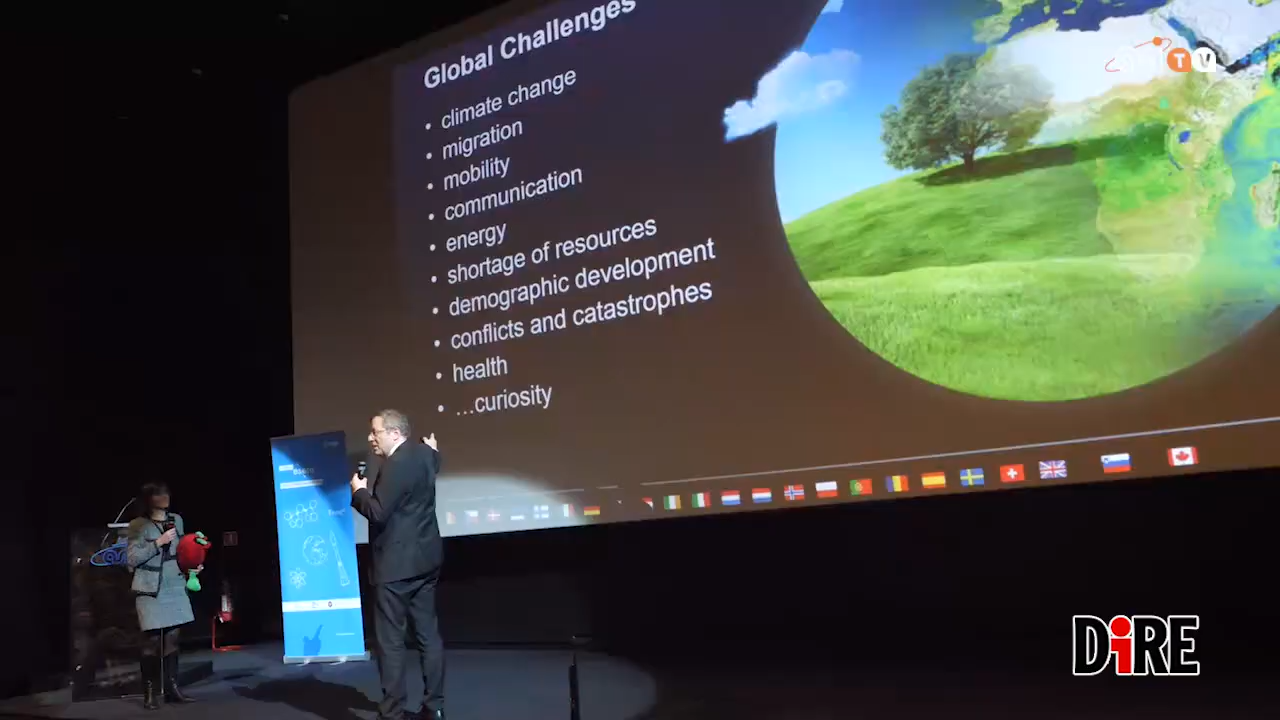 Global Challenges
• climate change
• migration
• mobility
• communication
• energy
• shortage of resources
• demographic development
• conflicts and catastrophes
• health
• ...curiosity
TV
DiRE